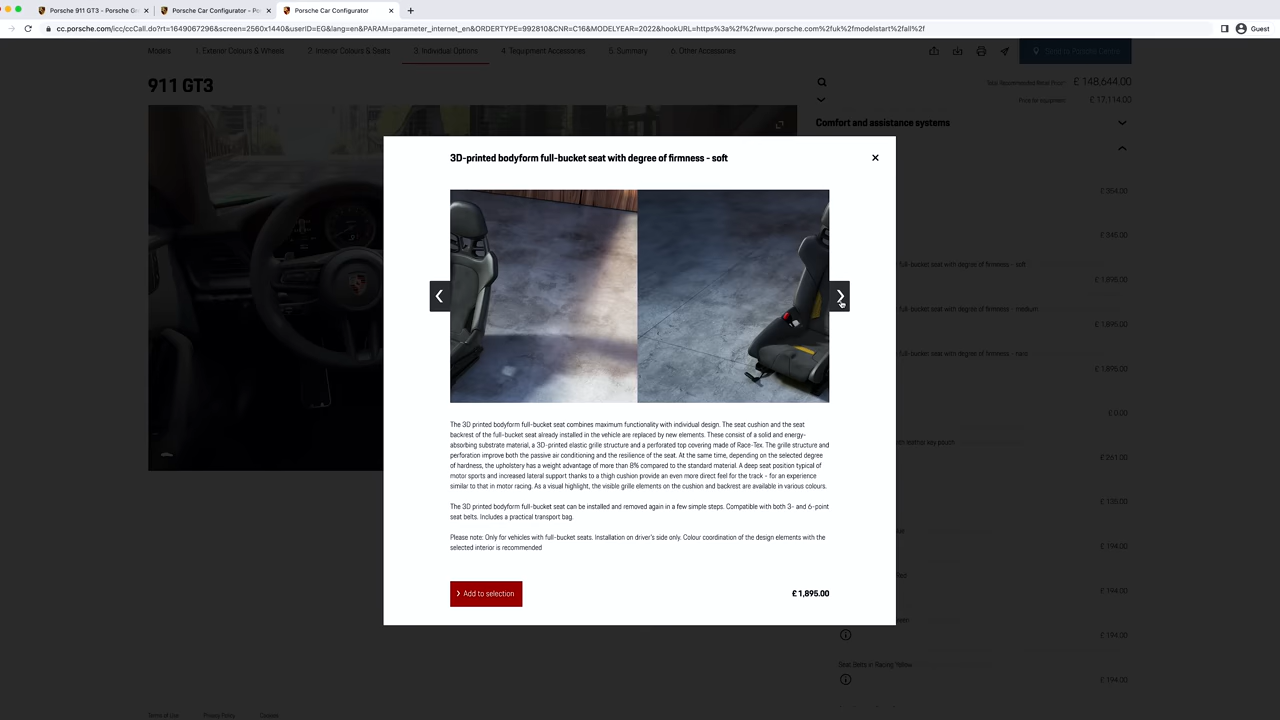 Porsche 911 GT3 - Porsche C
Porsche Car Configurator - Po
Porsche Car Configurator
cc.porsche.com/icc/ccCall.do?rt=1649067296&screen=2560x1440&userID=EG&lang=en&PARAM=parameter_internet_en&ORDERTYPE=992810&CNR=C16&MODELYEAR=2022&hookURL=https%3a%2f%2fwww.porsche.com%2fuk%2fmodelstart%2fall%2f
Guest
Models
1. Exterior Colours & Wheels
2. Interior Colours & Seats
3. Individual Options
4. Tequipment Accessories
5. Summary
6. Other Accessories
Send to Porsche Centre
911 GT3
Total Recommended Retail Price
£ 148,644.00
Price for equipment:
£ 17,114.00
Comfort and assistance systems
3D-printed bodyform full-bucket seat with degree of firmness - soft
£ 364.00
£ 346.00
full-bucket seat with degree of firmness - soft
£ 1,895.00
full-bucket seat with degree of firmness - medium
£ 1,895.00
full-bucket seat with degree of firmness - hard
£ 1,895.00
£ 0.00
with leather key pouch
£ 261.00
£ 194.00
£ 194.00
£ 194.00
Seat Belts in Racing Yellow
£ 194.00
The 3D printed bodyform full-bucket seat combines maximum functionality with individual design. The seat cushion and the seat
backrest of the full-bucket seat already installed in the vehicle are replaced by new elements. These consist of a solid and energy-
absorbing substrate material, a 3D-printed elastic grille structure and a perforated top covering made of Race-Tex. The grille structure and
perforation improve both the passive air conditioning and the resilience of the seat. At the same time, depending on the selected degree
of hardness, the upholstery has a weight advantage of more than 8% compared to the standard material. A deep seat position typical of
motor sports and increased lateral support thanks to a thigh cushion provide an even more direct feel for the track - for an experience
similar to that in motor racing. As a visual highlight, the visible grille elements on the cushion and backrest are available in various colours.
The 3D printed bodyform full-bucket seat can be installed and removed again in a few simple steps. Compatible with both 3- and 6-point
seat belts. Includes a practical transport bag.
Please note: Only for vehicles with full-bucket seats. Installation on driver's side only. Colour coordination of the design elements with the
selected interior is recommended
Add to selection
£ 1,895.00
Terms of use
Privacy Policy
Cookies